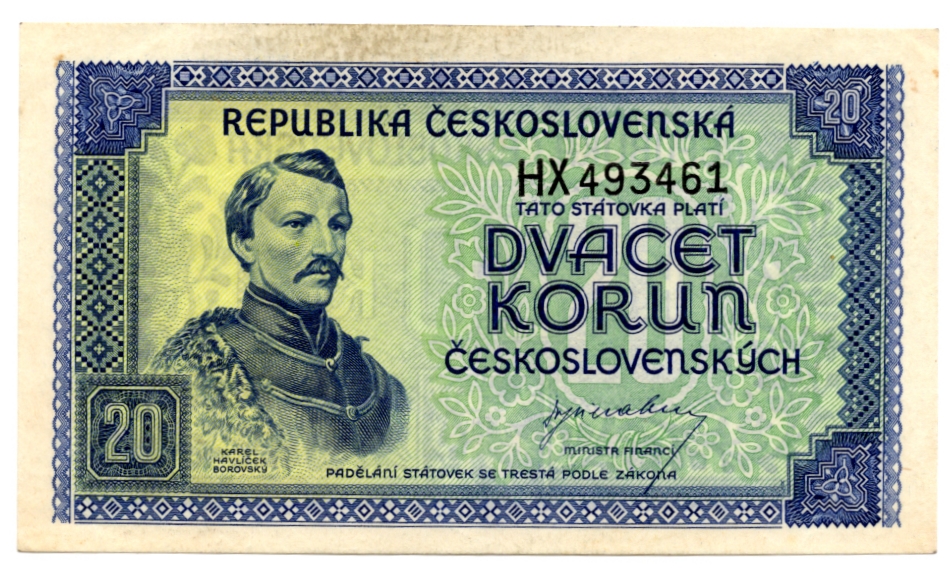 20
REPUBLIKA ČESKOSLOVENSKÁ
HX 493461
TATO STÁTOVKA PLATÍ
DVACET
KORUN
ČESKOSLOVENSKÝCH
20
KAREL
HAVLÍČEK
BOROVSKÝ
MINISTR FINANCÍ
PADĚLÁNÍ STÁTOVEK SE TRESTÁ PODLE ZÁKONA